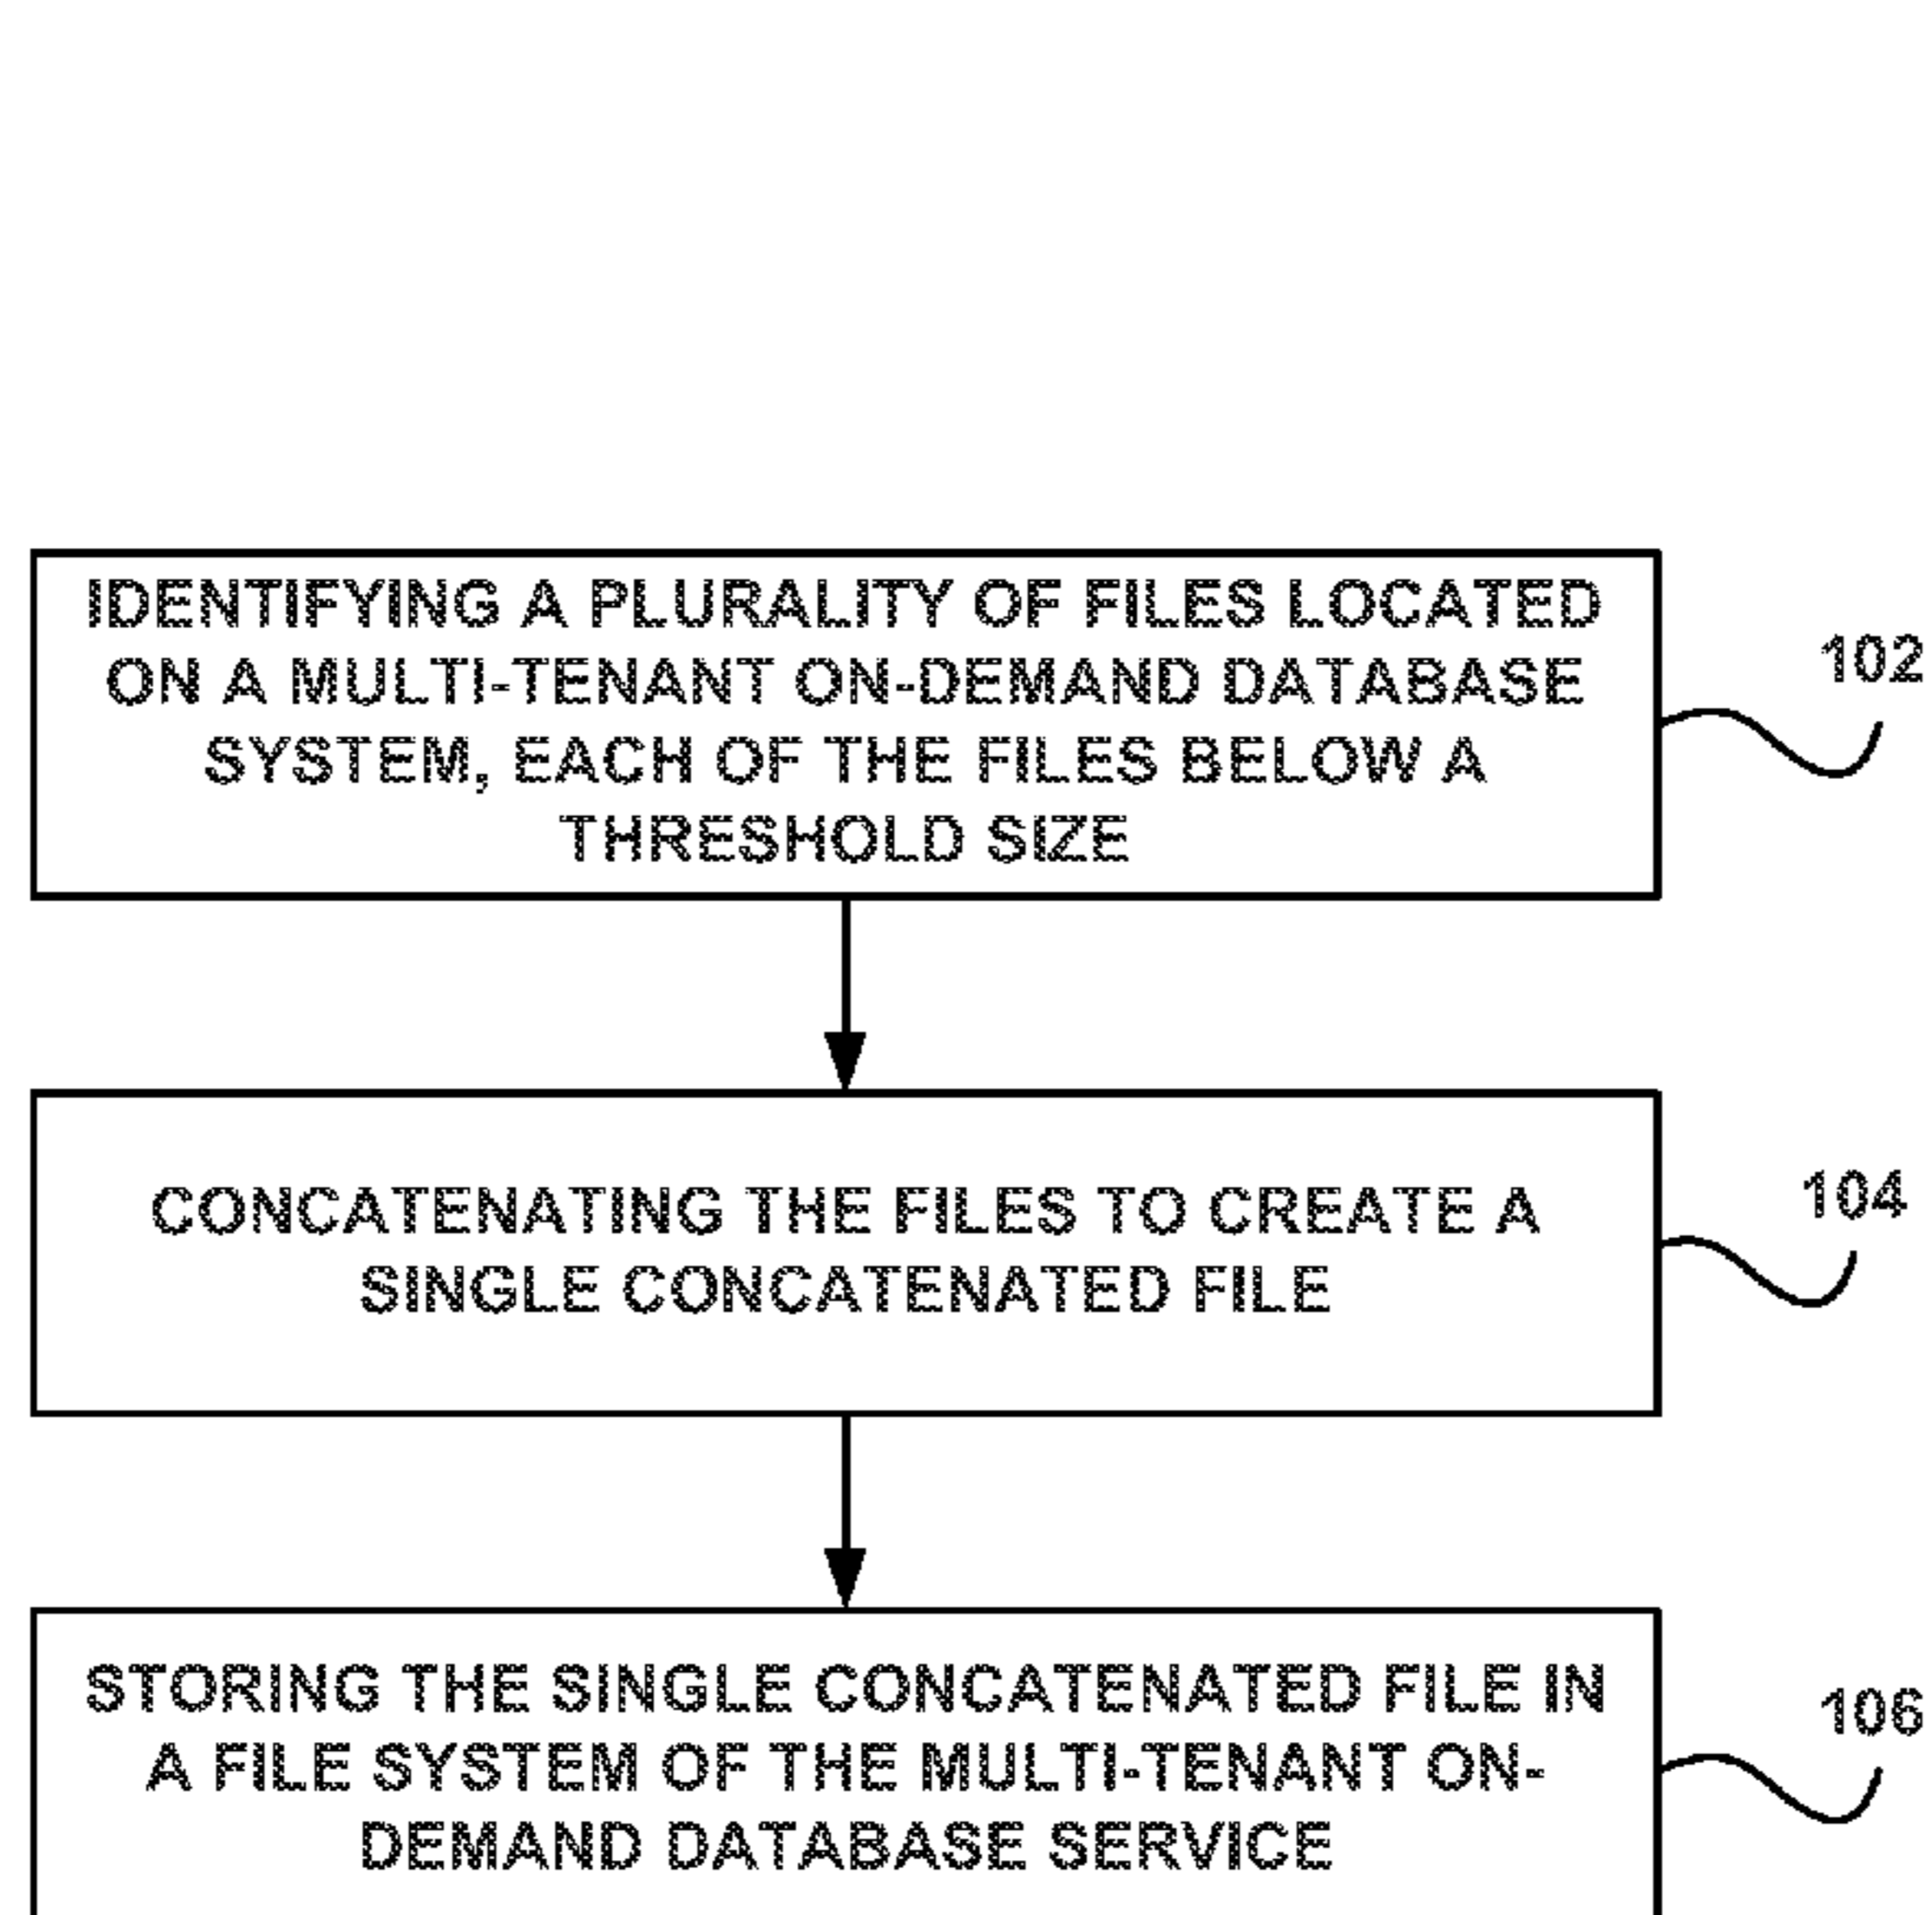 IDENTIFYING A PLURALITY OF FILES LOCATED
ON A MULTI-TENANT ON-DEMAND DATABASE
SYSTEM, EACH OF THE FILES BELOW A
THRESHOLD SIZE
102
CONCATENATING THE FILES TO CREATE A
SINGLE CONCATENATED FILE
104
STORING THE SINGLE CONCATENATED FILE IN
A FILE SYSTEM OF THE MULTI-TENANT ON-
DEMAND DATABASE SERVICE
106